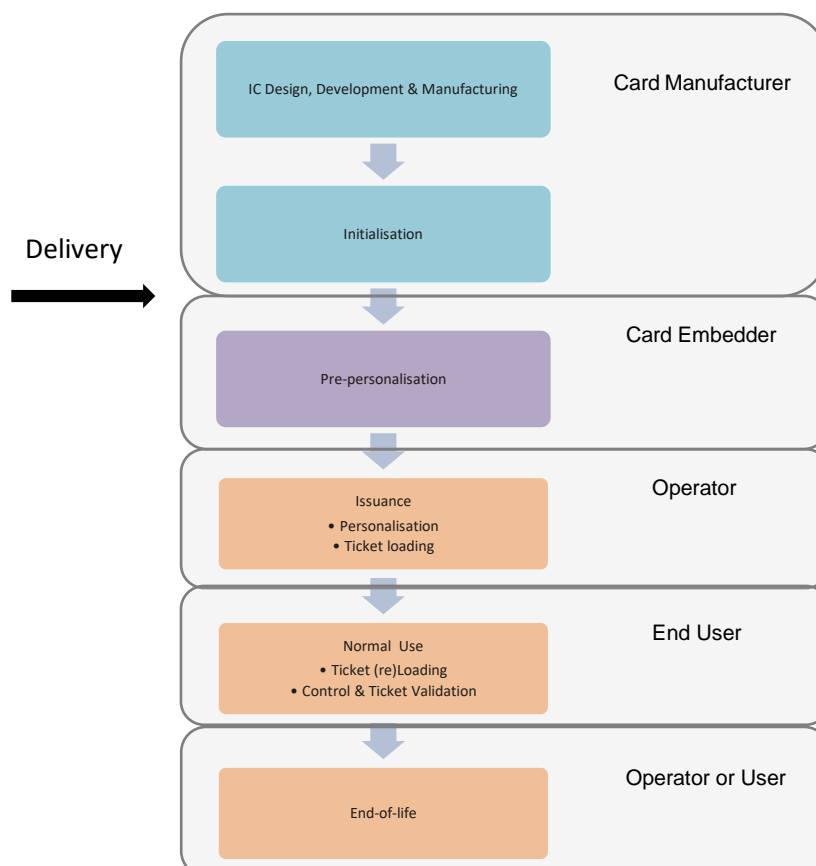 Card Manufacturer
IC Design, Development & Manufacturing
Initialisation
Delivery
Card Embedder
Pre-personalisation
Operator
Issuance
• Personalisation
• Ticket loading
End User
Normal Use
• Ticket (re)Loading
• Control & Ticket Validation
Operator or User
End-of-life